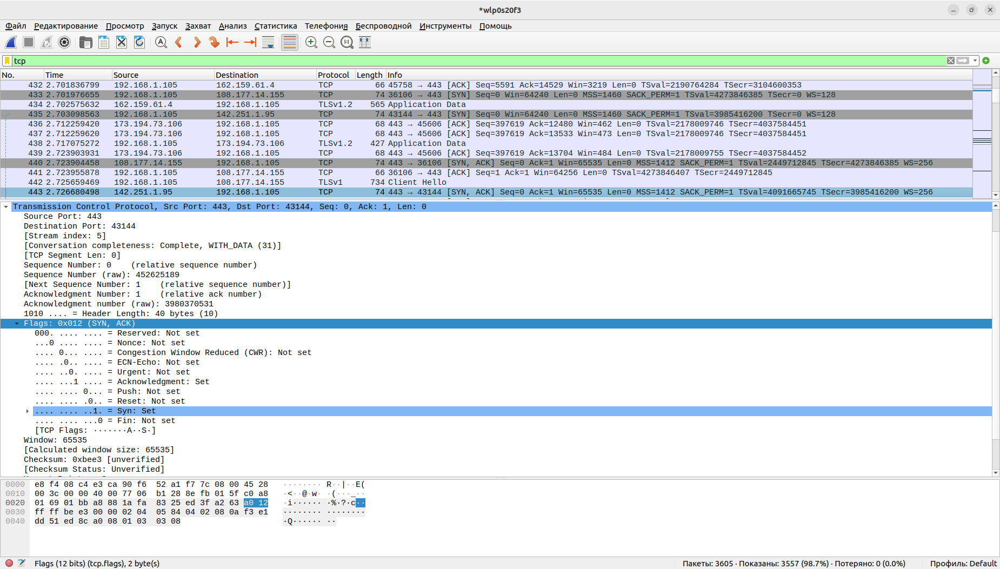 *wlp0s20f3
Файл Редактирование Просмотр Запуск Захват Анализ Статистика Телефония Беспроводной Инструменты Помощь
tcp
No. Time Source Destination Protocol Length Info
432 2.701836799 192.168.1.105 162.159.61.4 TCP 66 45758 → 443 [ACK] Seq=5591 Ack=14529 Win=3219 Len=0 TSval=2190764284 TSecr=3104600353
433 2.701976655 192.168.1.105 108.177.14.155 TCP 74 36106 → 443 [SYN] Seq=0 Win=64240 Len=0 MSS=1460 SACK_PERM=1 TSval=4273846385 TSecr=0 WS=128
434 2.702575632 162.159.61.4 192.168.1.105 TLSv1.2 565 Application Data
435 2.703098563 192.168.1.105 142.251.1.95 TCP 74 43144 → 443 [SYN] Seq=0 Win=64240 Len=0 MSS=1460 SACK_PERM=1 TSval=3985416200 TSecr=0 WS=128
436 2.712259420 173.194.73.106 192.168.1.105 TCP 68 443 → 45606 [ACK] Seq=397619 Ack=12480 Win=462 Len=0 TSval=2178009746 TSecr=4037584451
437 2.712259620 173.194.73.106 192.168.1.105 TCP 68 443 → 45606 [ACK] Seq=397619 Ack=13533 Win=473 Len=0 TSval=2178009746 TSecr=4037584451
438 2.717075272 192.168.1.105 173.194.73.106 TLSv1.2 427 Application Data
439 2.723903931 173.194.73.106 192.168.1.105 TCP 68 443 → 45606 [ACK] Seq=397619 Ack=13704 Win=484 Len=0 TSval=2178009755 TSecr=4037584452
440 2.723904458 108.177.14.155 192.168.1.105 TCP 74 443 → 36106 [SYN, ACK] Seq=0 Ack=1 Win=65535 Len=0 MSS=1412 SACK_PERM=1 TSval=2449712845 TSecr=4273846385 WS=256
441 2.723955878 192.168.1.105 108.177.14.155 TCP 66 36106 → 443 [ACK] Seq=1 Ack=1 Win=64256 Len=0 TSval=4273846407 TSecr=2449712845
442 2.725659469 192.168.1.105 108.177.14.155 TLSv1 734 Client Hello
443 2.726680498 142.251.1.95 192.168.1.105 TCP 74 443 → 43144 [SYN, ACK] Seq=0 Ack=1 Win=65535 Len=0 MSS=1412 SACK_PERM=1 TSval=4091665745 TSecr=3985416200 WS=256
Transmission Control Protocol, Src Port: 443, Dst Port: 43144, Seq: 0, Ack: 1, Len: 0
Source Port: 443
Destination Port: 43144
[Stream index: 5]
[Conversation completeness: Complete, WITH_DATA (31)]
[TCP Segment Len: 0]
Sequence Number: 0 (relative sequence number)
Sequence Number (raw): 452625189
[Next Sequence Number: 1 (relative sequence number)]
Acknowledgment Number: 1 (relative ack number)
Acknowledgment number (raw): 3980370531
1010 .... = Header Length: 40 bytes (10)
Flags: 0x012 (SYN, ACK)
000. .... .... = Reserved: Not set
...0 .... .... = Nonce: Not set
.... 0... .... = Congestion Window Reduced (CWR): Not set
.... .0.. .... = ECN-Echo: Not set
.... ..0. .... = Urgent: Not set
.... ...1 .... = Acknowledgment: Set
.... .... 0... = Push: Not set
.... .... .0.. = Reset: Not set
.... .... ..1. = Syn: Set
.... .... ...0 = Fin: Not set
[TCP Flags: ·······A··S·]
Window: 65535
[Calculated window size: 65535]
Checksum: 0xbee3 [unverified]
[Checksum Status: Unverified]
0000 e8 f4 08 c4 e3 ca 90 f6 52 a1 f7 7c 08 00 45 28 ········ R··|··E(
0010 00 3c 00 00 40 00 77 06 b1 28 8e fb 01 5f c0 a8 ·<··@·w· ·(···_··
0020 01 69 01 bb a8 88 1a fa 83 25 ed 3f a2 63 a0 12 ·i······ ·%·?·c··
0030 ff ff be e3 00 00 02 04 05 84 04 02 08 0a f3 e1 ········ ········
0040 dd 51 ed 8c a0 08 01 03 03 08 ·Q······ ··
Flags (12 bits) (tcp.flags), 2 byte(s) Пакеты: 3605 · Показаны: 3557 (98.7%) · Потеряно: 0 (0.0%) Профиль: Default